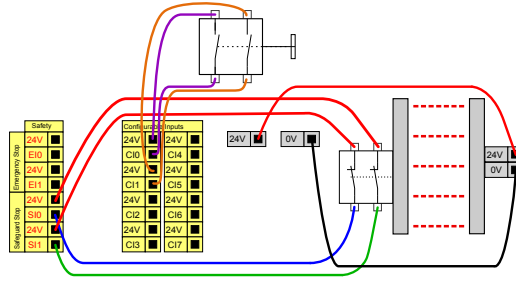 Safety
Emergency Stop
24V
EI0
24V
EI1
Safeguard Stop
24V
SI0
24V
SI1
Configurable Inputs
24V 24V
CI0 CI4
24V 24V
CI1 CI5
24V 24V
CI2 CI6
24V 24V
CI3 CI7
24V 0V
24V
0V